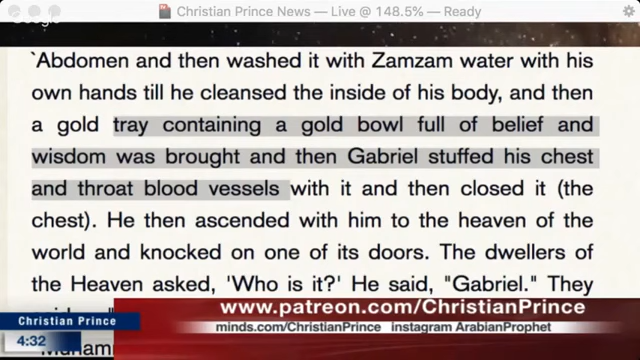 Christian Prince News — Live @ 148.5% — Ready
Google
`Abdomen and then washed it with Zamzam water with his
own hands till he cleansed the inside of his body, and then
a gold tray containing a gold bowl full of belief and
wisdom was brought and then Gabriel stuffed his chest
and throat blood vessels with it and then closed it (the
chest). He then ascended with him to the heaven of the
world and knocked on one of its doors. The dwellers of
the Heaven asked, 'Who is it?' He said, "Gabriel." They
www.patreon.com/ChristianPrince
Christian Prince
minds.com/ChristianPrince instagram ArabianProphet
4:32